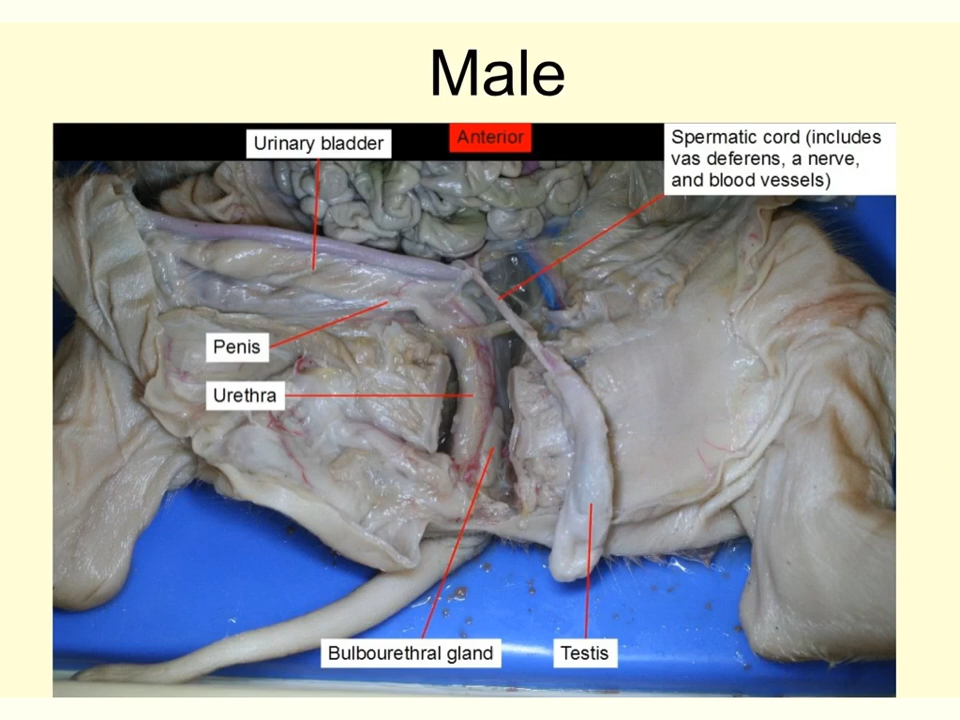 Male
Urinary bladder
Anterior
Spermatic cord (includes
vas deferens, a nerve,
and blood vessels)
Penis
Urethra
Bulbourethral gland
Testis